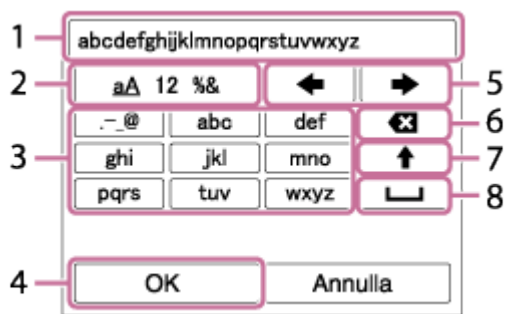 1 abcdefghijklmnopqrstuvwxyz
2 aA 12 %& 5
.-_@ abc def 6
3 ghi jkl mno 7
pqrs tuv wxyz 8
4 OK Annulla